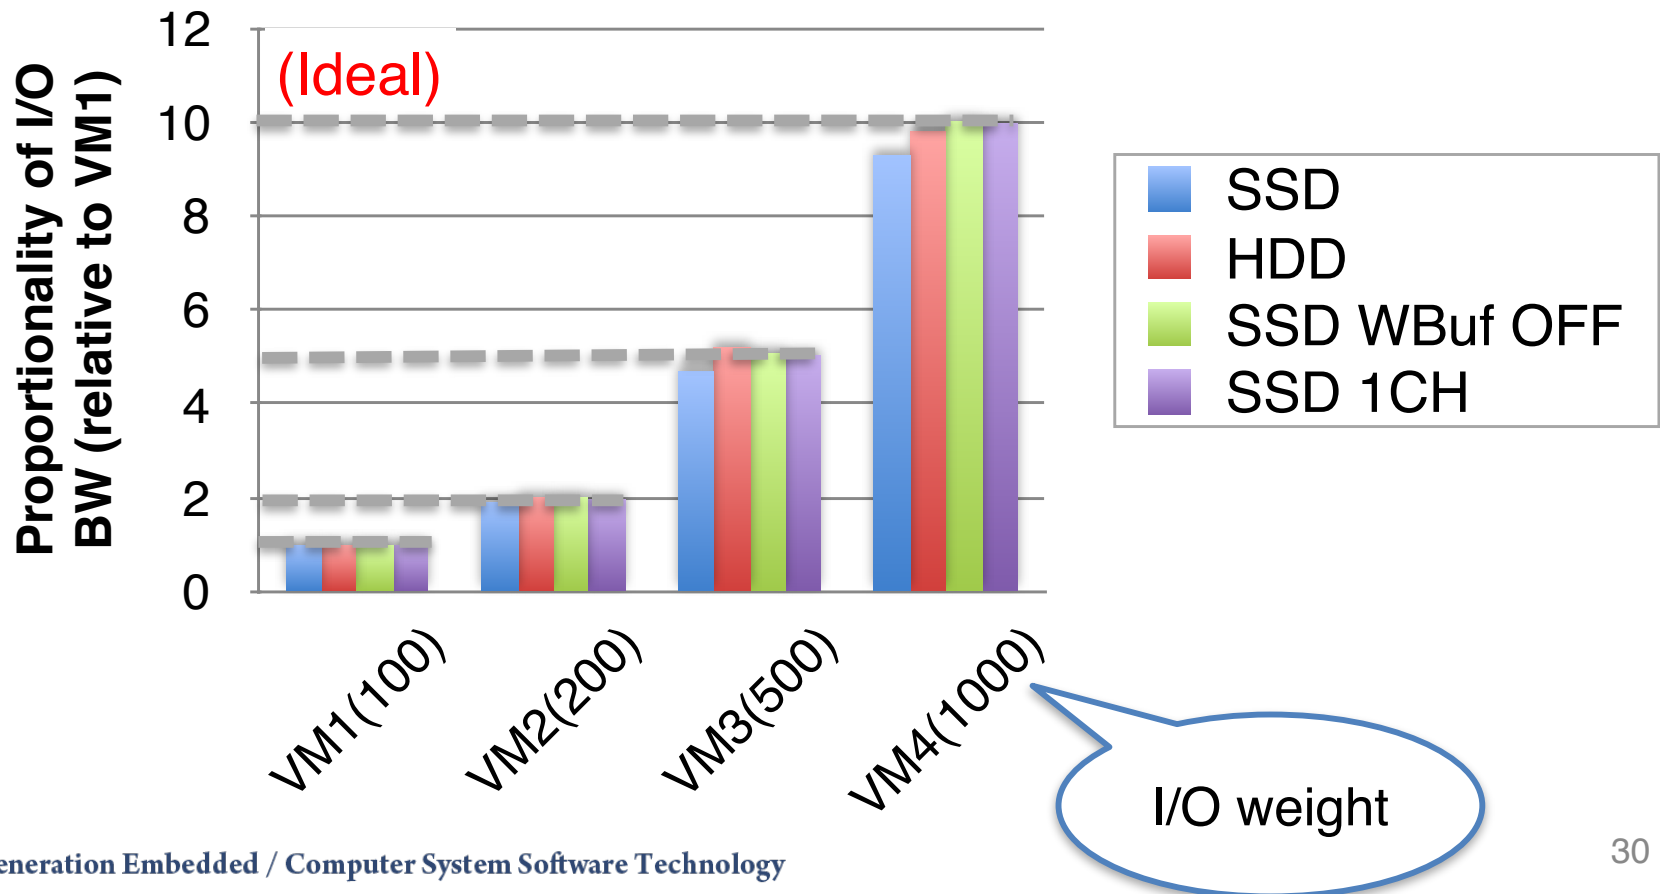 Proportionality of I/O
BW (relative to VM1)
12
10
8
6
4
2
0
(Ideal)
VM1(100)
VM2(200)
VM3(500)
VM4(1000)
SSD
HDD
SSD WBuf OFF
SSD 1CH
I/O weight
eneration Embedded / Computer System Software Technology
30